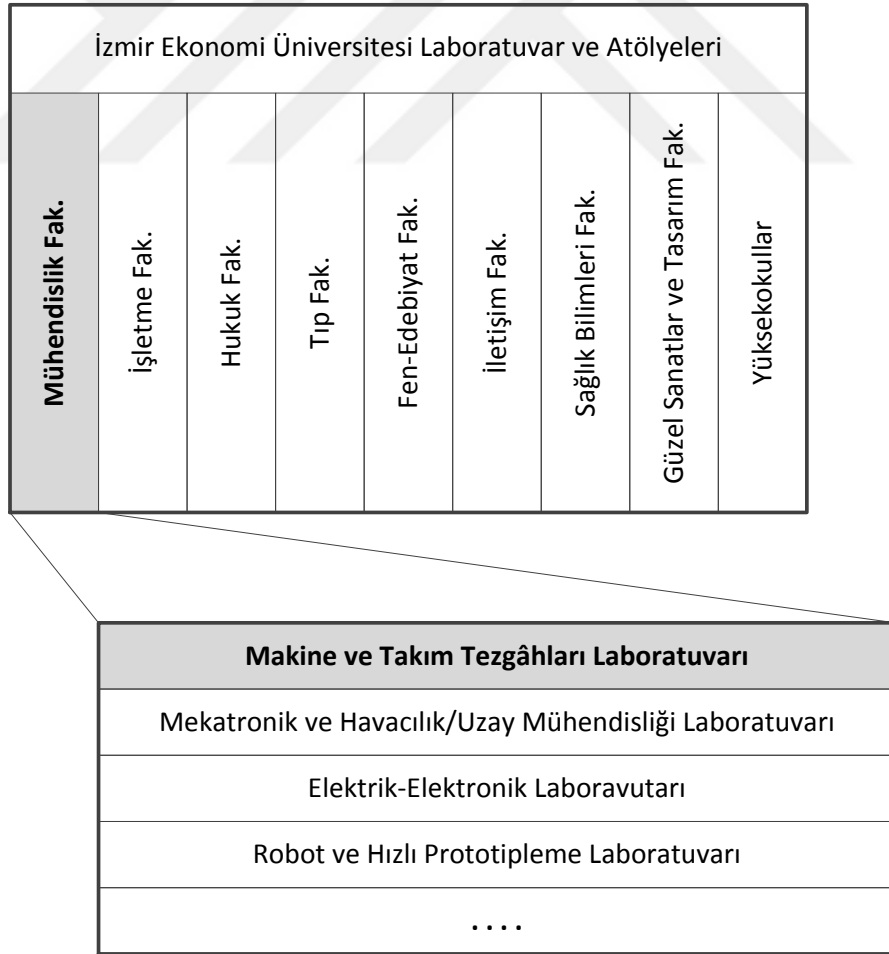 İzmir Ekonomi Üniversitesi Laboratuvar ve Atölyeleri
Mühendislik Fak.
İşletme Fak.
Hukuk Fak.
Tıp Fak.
Fen-Edebiyat Fak.
İletişim Fak.
Sağlık Bilimleri Fak.
Güzel Sanatlar ve Tasarım Fak.
Yüksekokullar
Makine ve Takım Tezgâhları Laboratuvarı
Mekatronik ve Havacılık/Uzay Mühendisliği Laboratuvarı
Elektrik-Elektronik Laboravutarı
Robot ve Hızlı Prototipleme Laboratuvarı
. . . .